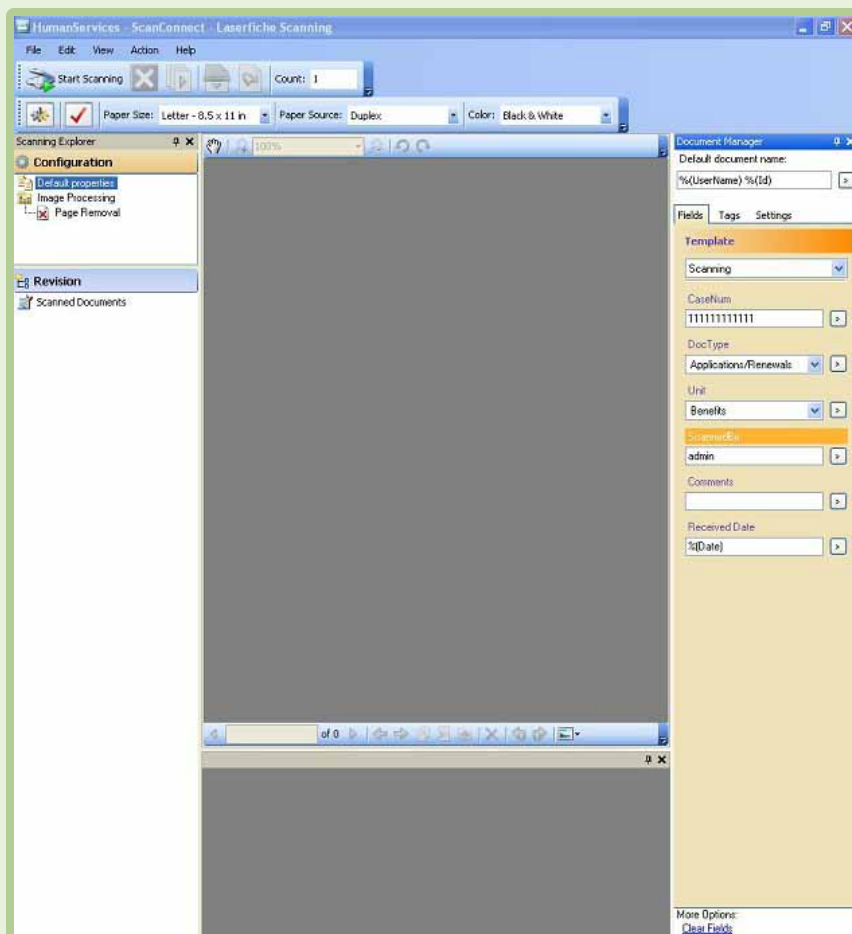 HumanServices - ScanConnect - Laserfiche Scanning
File Edit View Action Help
Start Scanning Count: 1
Paper Size: Letter - 8.5 x 11 in Paper Source: Duplex Color: Black & White
Scanning Explorer
Configuration
Default properties
Image Processing
Page Removal
Revision
Scanned Documents
100%
of 0
Document Manager
Default document name:
%(UserName) %(Id)
Fields Tags Settings
Template
Scanning
CaseNum
111111111111
DocType
Applications/Renewals
Unit
Benefits
ScannedBy
admin
Comments
Received Date
%(Date)
More Options:
Clear Fields